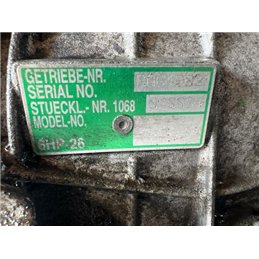 GETRIEBE-NR.
SERIAL NO.
STUECKL.- NR. 1068
MODEL-NO.
6HP-26